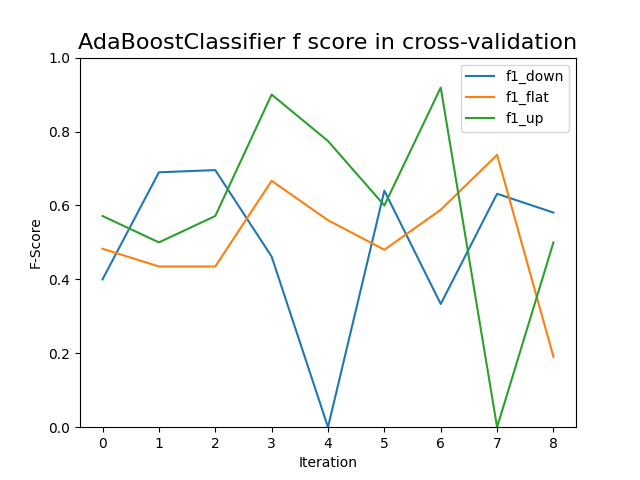 AdaBoostClassifier f score in cross-validation
1.0
0.8
0.6
0.4
0.2
0.0
F-Score
f1_down
f1_flat
f1_up
0 1 2 3 4 5 6 7 8
Iteration